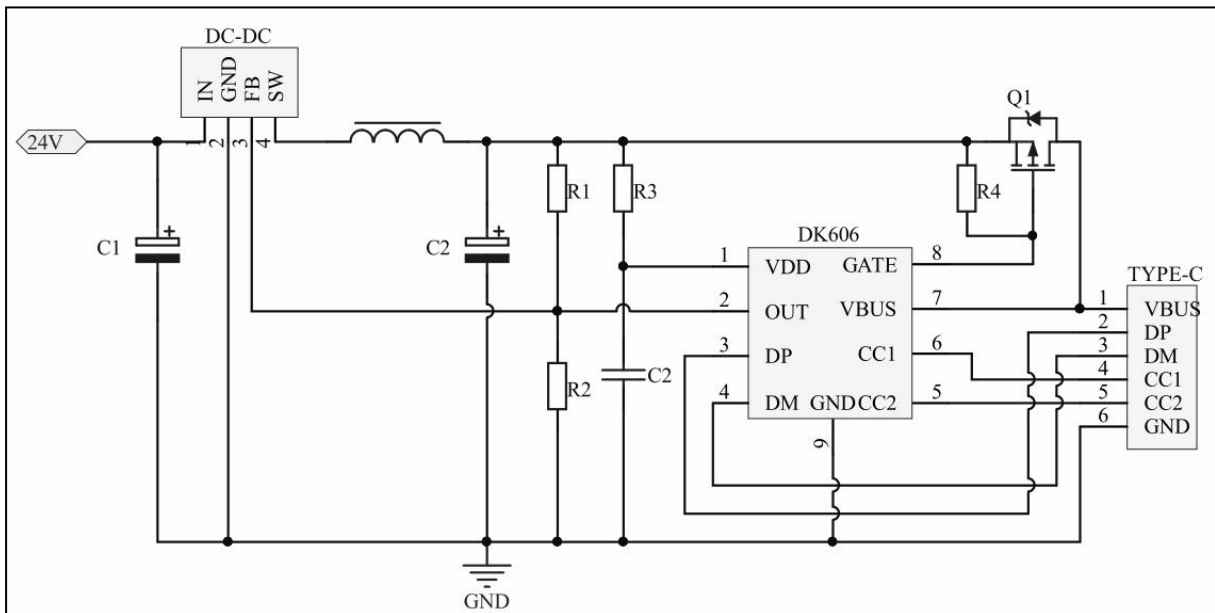 DC-DC
IN GND FB SW
1 2 3 4
24V
C1
C2
R1
R3
R4
Q1
DK606
1 VDD GATE 8
2 OUT VBUS 7
3 DP CC1 6
4 DM GND CC2 5
9
R2
C2
TYPE-C
1 VBUS
2 DP
3 DM
4 CC1
5 CC2
6 GND
GND